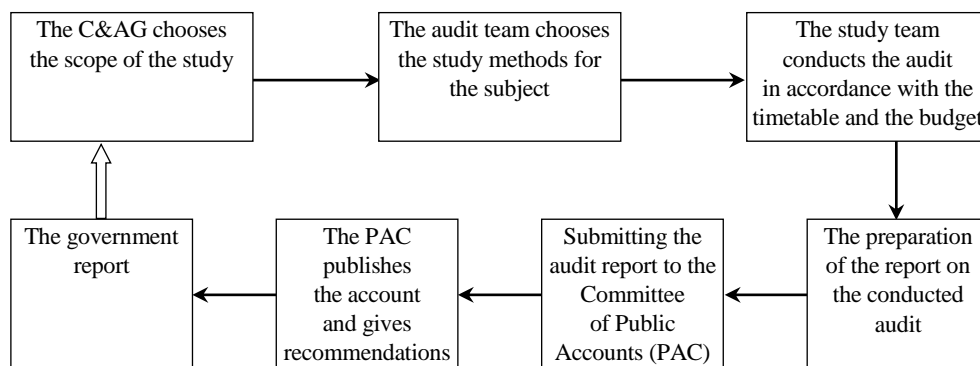 The C&AG chooses
the scope of the study
The audit team chooses
the study methods for
the subject
The study team
conducts the audit
in accordance with the
timetable and the budget
The government
report
The PAC
publishes
the account
and gives
recommendations
Submitting the
audit report to the
Committee
of Public
Accounts (PAC)
The preparation
of the report on
the conducted
audit